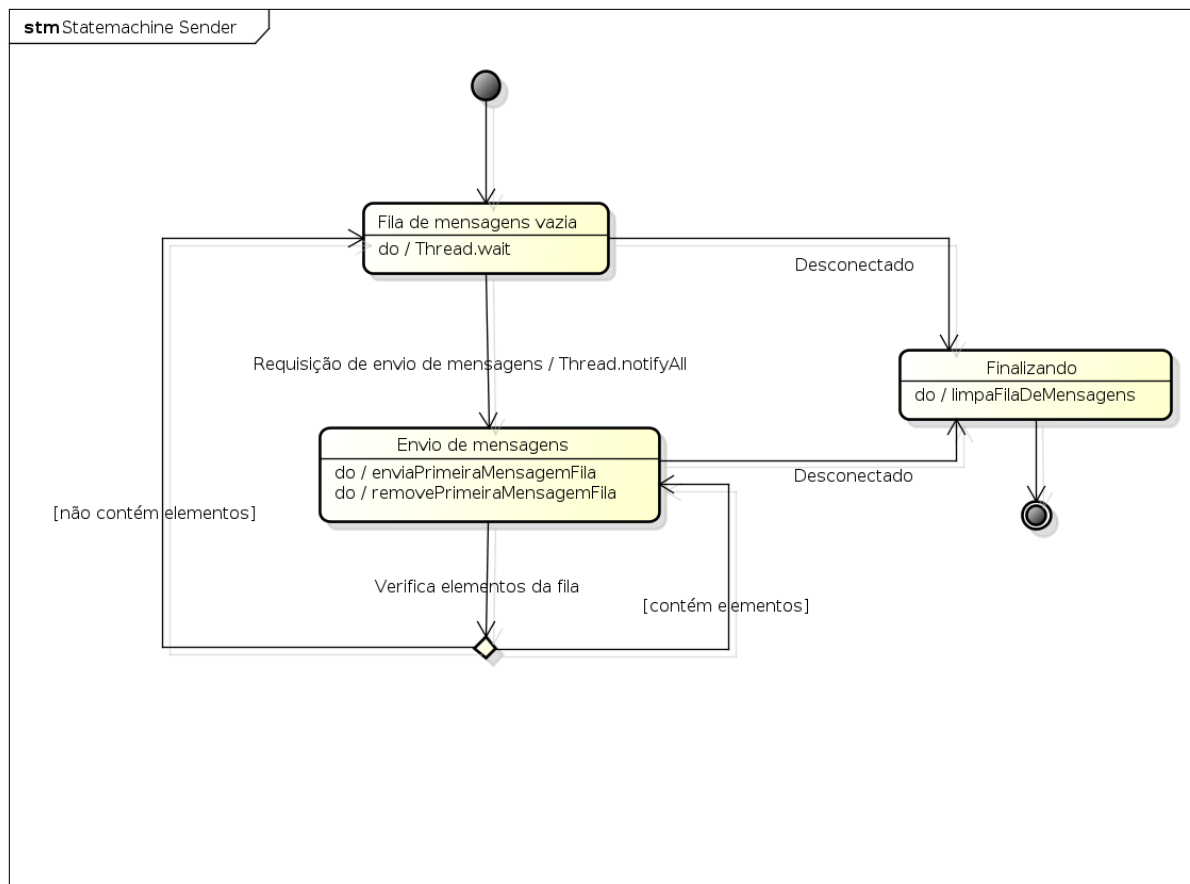 stm Statemachine Sender
Fila de mensagens vazia
do / Thread.wait
Desconectado
Requisição de envio de mensagens / Thread.notifyAll
Finalizando
do / limpaFilaDeMensagens
Envio de mensagens
do / enviaPrimeiraMensagemFila
do / removePrimeiraMensagemFila
Desconectado
[não contém elementos]
Verifica elementos da fila
[contém elementos]